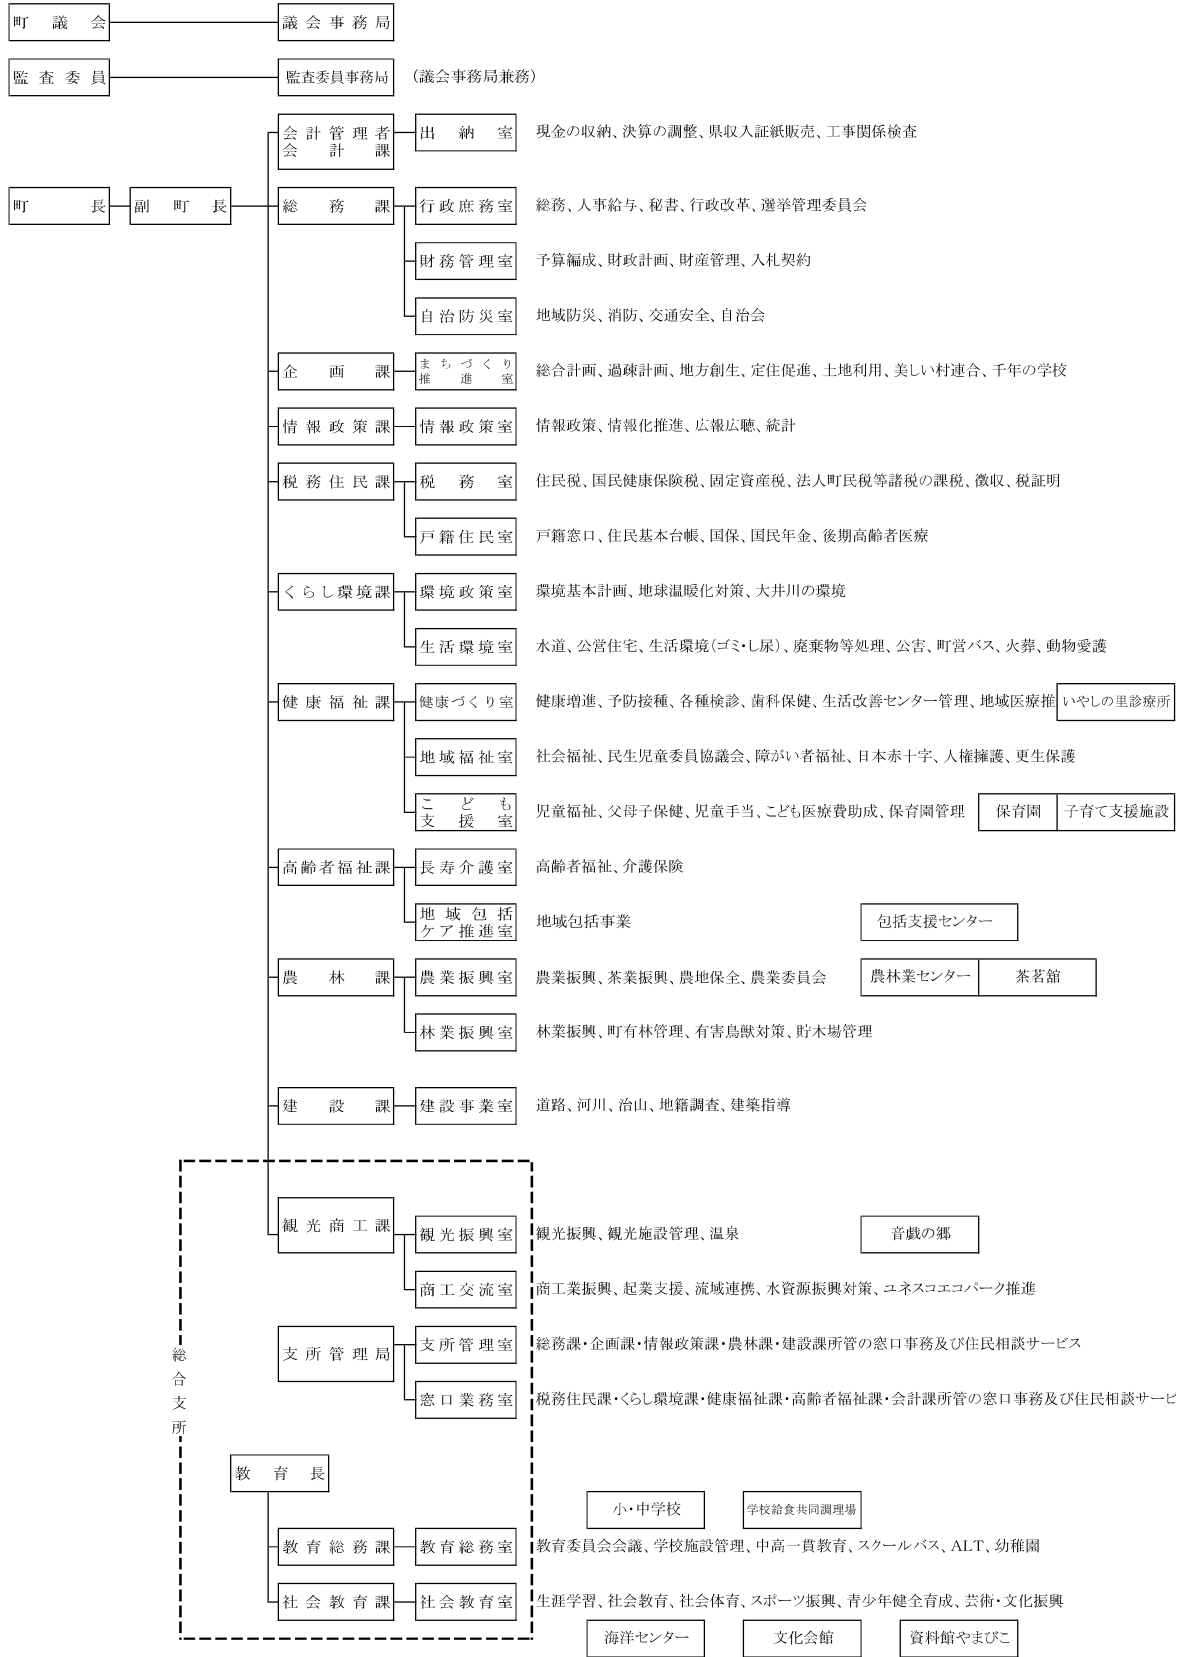 町議会 議会事務局
監査委員 監査委員事務局 (議会事務局兼務)
会計管理者 出納室 現金の収納、決算の調整、県収入証紙販売、工事関係検査
会計課
町長 副町長 総務課 行政庶務室 総務、人事給与、秘書、行政改革、選挙管理委員会
財務管理室 予算編成、財政計画、財産管理、入札契約
自治防災室 地域防災、消防、交通安全、自治会
企画課 まちづくり 総合計画、過疎計画、地方創生、定住促進、土地利用、美しい村連合、千年の学校
推進室
情報政策課 情報政策室 情報政策、情報化推進、広報広聴、統計
税務住民課 税務室 住民税、国民健康保険税、固定資産税、法人町民税等諸税の課税、徴収、税証明
戸籍住民室 戸籍窓口、住民基本台帳、国保、国民年金、後期高齢者医療
くらし環境課 環境政策室 環境基本計画、地球温暖化対策、大井川の環境
生活環境室 水道、公営住宅、生活環境(ゴミ・し尿)、廃棄物等処理、公害、町営バス、火葬、動物愛護
健康福祉課 健康づくり室 健康増進、予防接種、各種検診、歯科保健、生活改善センター管理、地域医療推 いやしの里診療所
地域福祉室 社会福祉、民生児童委員協議会、障がい者福祉、日本赤十字、人権擁護、更生保護
こども 児童福祉、父母子保健、児童手当、こども医療費助成、保育園管理 保育園 子育て支援施設
支援室
高齢者福祉課 長寿介護室 高齢者福祉、介護保険
地域包括 地域包括事業 包括支援センター
ケア推進室
農林課 農業振興室 農業振興、茶業振興、農地保全、農業委員会 農林業センター 茶茗舘
林業振興室 林業振興、町有林管理、有害鳥獣対策、貯木場管理
建設課 建設事業室 道路、河川、治山、地籍調査、建築指導
観光商工課 観光振興室 観光振興、観光施設管理、温泉 音戯の郷
商工交流室 商工業振興、起業支援、流域連携、水資源振興対策、ユネスコエコパーク推進
総合支所
支所管理局 支所管理室 総務課・企画課・情報政策課・農林課・建設課所管の窓口事務及び住民相談サービス
窓口業務室 税務住民課・くらし環境課・健康福祉課・高齢者福祉課・会計課所管の窓口事務及び住民相談サービ
教育長
小・中学校 学校給食共同調理場
教育総務課 教育総務室 教育委員会会議、学校施設管理、中高一貫教育、スクールバス、ALT、幼稚園
社会教育課 社会教育室 生涯学習、社会教育、社会体育、スポーツ振興、青少年健全育成、芸術・文化振興
海洋センター 文化会館 資料館やまびこ